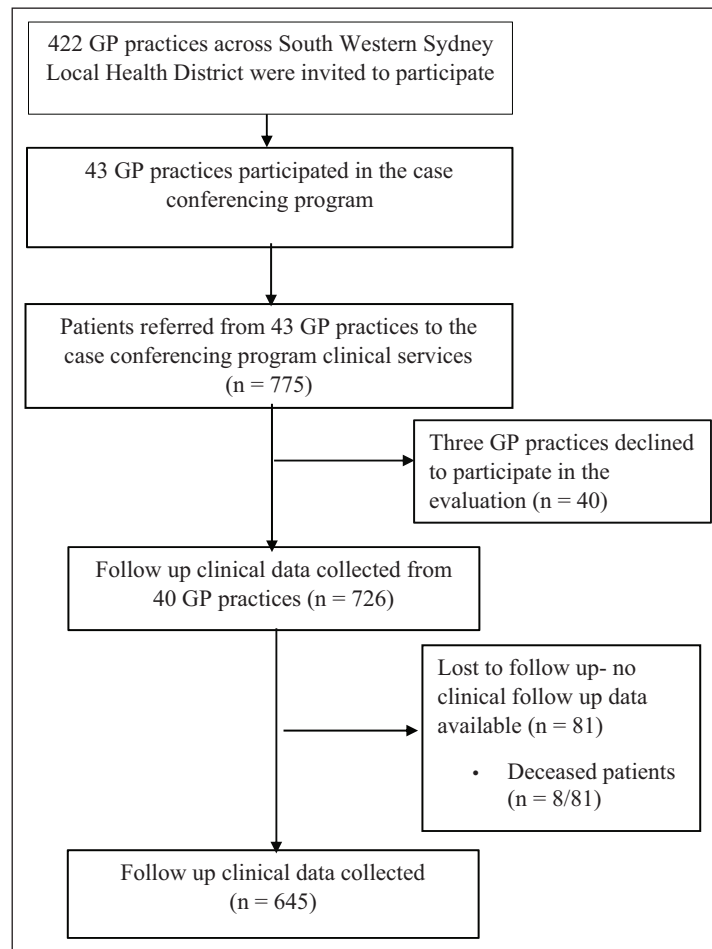 422 GP practices across South Western Sydney
Local Health District were invited to participate
43 GP practices participated in the case
conferencing program
Patients referred from 43 GP practices to the
case conferencing program clinical services
(n = 775)
Three GP practices declined
to participate in the
evaluation (n = 40)
Follow up clinical data collected from
40 GP practices (n = 726)
Lost to follow up- no
clinical follow up data
available (n = 81)
• Deceased patients
(n = 8/81)
Follow up clinical data collected
(n = 645)